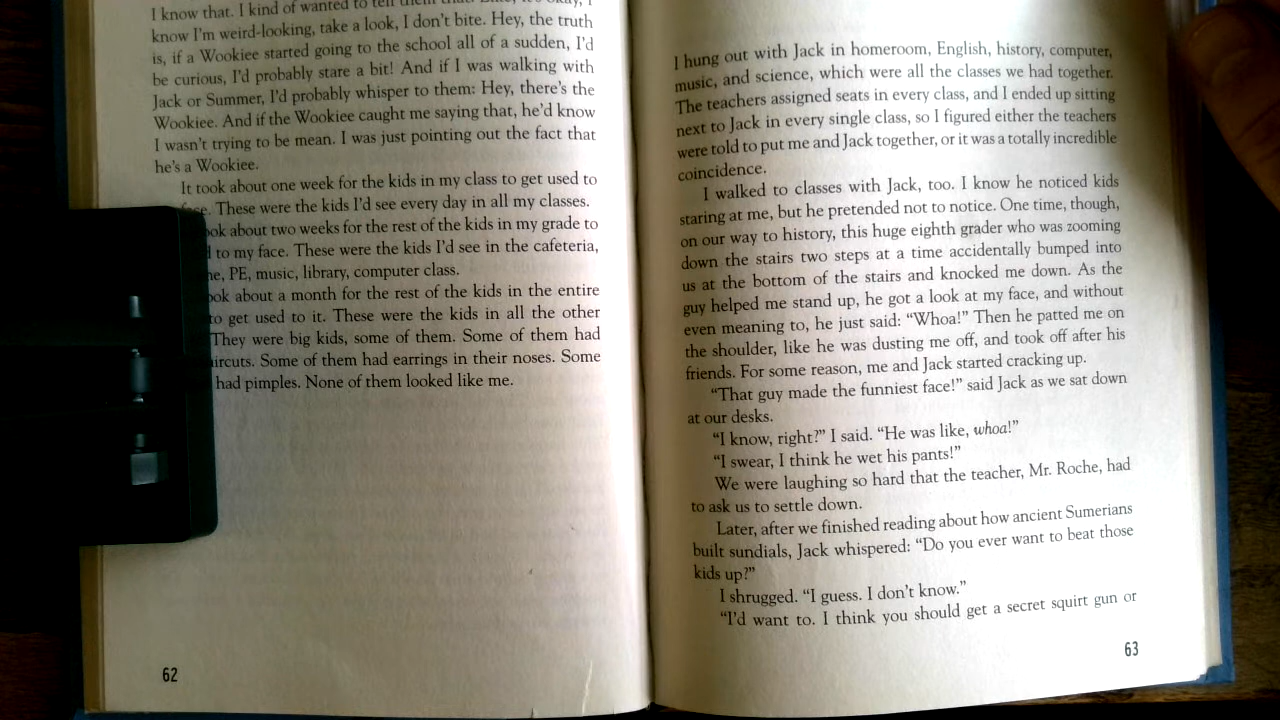 I know that. I kind of wanted to tell them that: Like, it's okay, I
know I'm weird-looking, take a look, I don't bite. Hey, the truth
is, if a Wookiee started going to the school all of a sudden, I'd
be curious, I'd probably stare a bit! And if I was walking with
Jack or Summer, I'd probably whisper to them: Hey, there's the
Wookiee. And if the Wookiee caught me saying that, he'd know
I wasn't trying to be mean. I was just pointing out the fact that
he's a Wookiee.
It took about one week for the kids in my class to get used to
These were the kids I'd see every day in all my classes.
about two weeks for the rest of the kids in my grade to
to my face. These were the kids I'd see in the cafeteria,
PE, music, library, computer class.
about a month for the rest of the kids in the entire
to get used to it. These were the kids in all the other
They were big kids, some of them. Some of them had
Some of them had earrings in their noses. Some
had pimples. None of them looked like me.
62
I hung out with Jack in homeroom, English, history, computer,
music, and science, which were all the classes we had together.
The teachers assigned seats in every class, and I ended up sitting
next to Jack in every single class, so I figured either the teachers
were told to put me and Jack together, or it was a totally incredible
coincidence.
I walked to classes with Jack, too. I know he noticed kids
staring at me, but he pretended not to notice. One time, though,
on our way to history, this huge eighth grader who was zooming
down the stairs two steps at a time accidentally bumped into
us at the bottom of the stairs and knocked me down. As the
guy helped me stand up, he got a look at my face, and without
even meaning to, he just said: “Whoa!” Then he patted me on
the shoulder, like he was dusting me off, and took off after his
friends. For some reason, me and Jack started cracking up.
“That guy made the funniest face!” said Jack as we sat down
at our desks.
“I know, right?” I said. “He was like, whoa!”
“I swear, I think he wet his pants!”
We were laughing so hard that the teacher, Mr. Roche, had
to ask us to settle down.
Later, after we finished reading about how ancient Sumerians
built sundials, Jack whispered: “Do you ever want to beat those
kids up?”
I shrugged. “I guess. I don't know.”
“I'd want to. I think you should get a secret squirt gun or
63